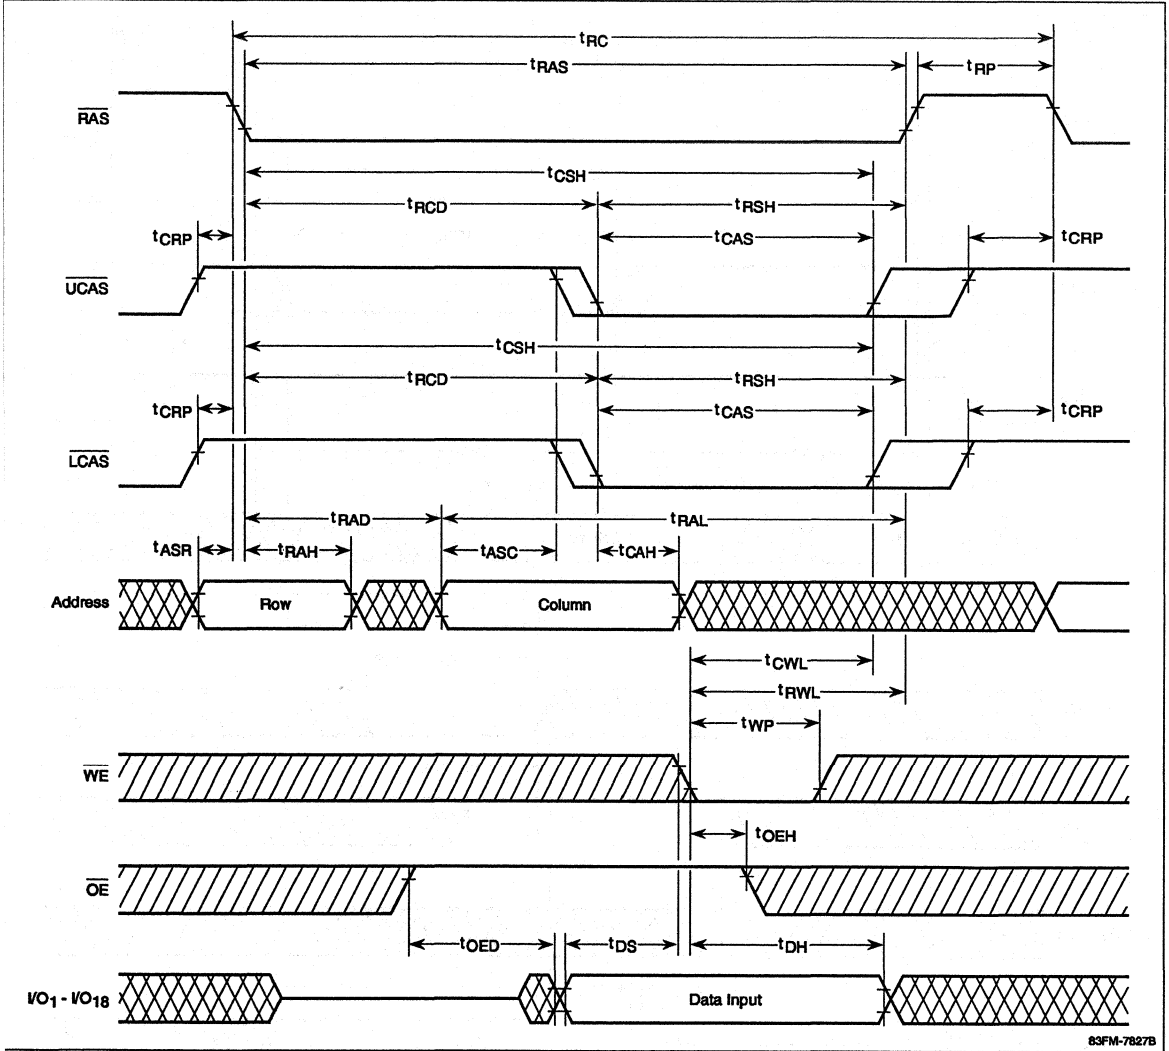 tRC
tRAS tRP
RAS
tCSH
tRCD tRSH
tCRP tCAS tCRP
UCAS
tCSH
tRCD tRSH
tCRP tCAS tCRP
LCAS
tRAD tRAL
tASR tRAH tASC tCAH
Address Row Column
tCWL
tRWL
tWP
WE
tOEH
OE
tOED tDS tDH
I/O1 - I/O18 Data Input
83FM-7827B